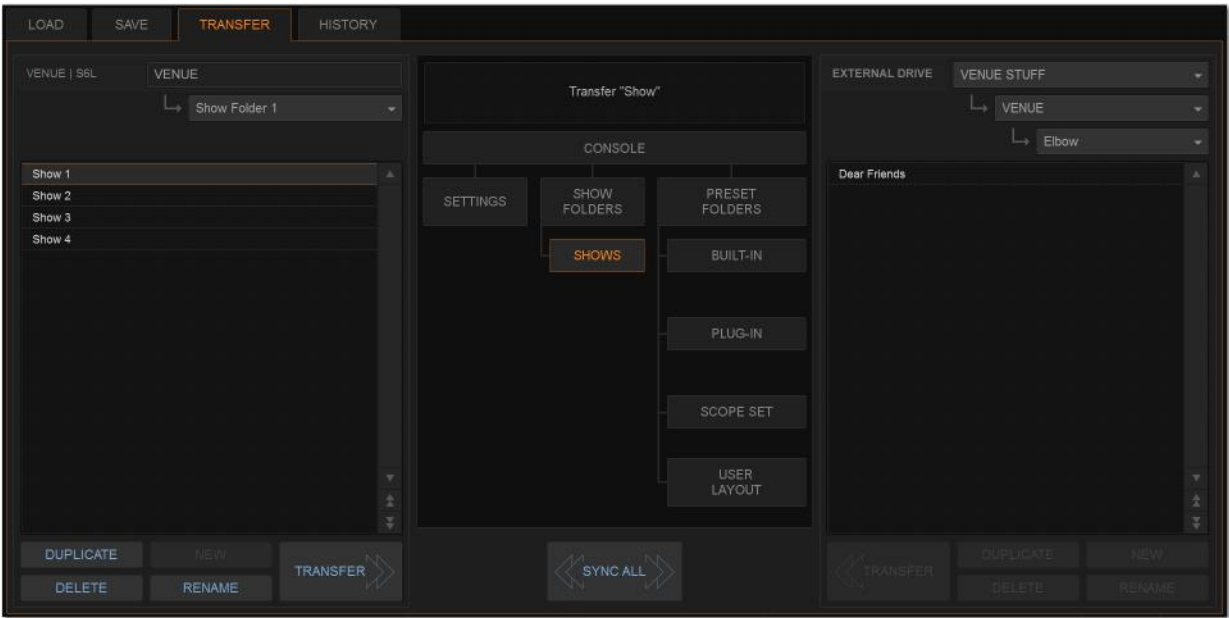 LOAD
SAVE
TRANSFER
HISTORY
VENUE | S6L
VENUE
Show Folder 1
Show 1
Show 2
Show 3
Show 4
DUPLICATE
NEW
DELETE
RENAME
TRANSFER
Transfer "Show"
CONSOLE
SETTINGS
SHOW
FOLDERS
PRESET
FOLDERS
SHOWS
BUILT-IN
PLUG-IN
SCOPE SET
USER
LAYOUT
SYNC ALL
EXTERNAL DRIVE
VENUE STUFF
VENUE
Elbow
Dear Friends
TRANSFER
DUPLICATE
NEW
DELETE
RENAME